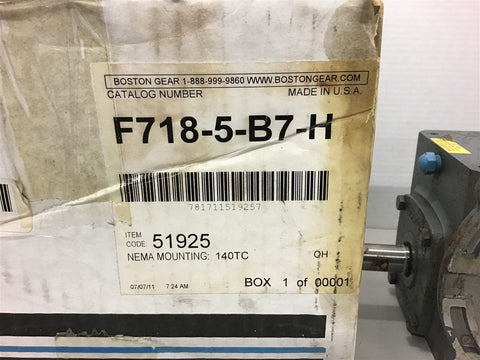 BOSTON GEAR 1-888-999-9860 WWW.BOSTONGEAR.COM
CATALOG NUMBER MADE IN U.S.A.
F718-5-B7-H
781711519257
ITEM
CODE: 51925
NEMA MOUNTING: 140TC OH
07/07/11 7:24 AM BOX 1 of 00001